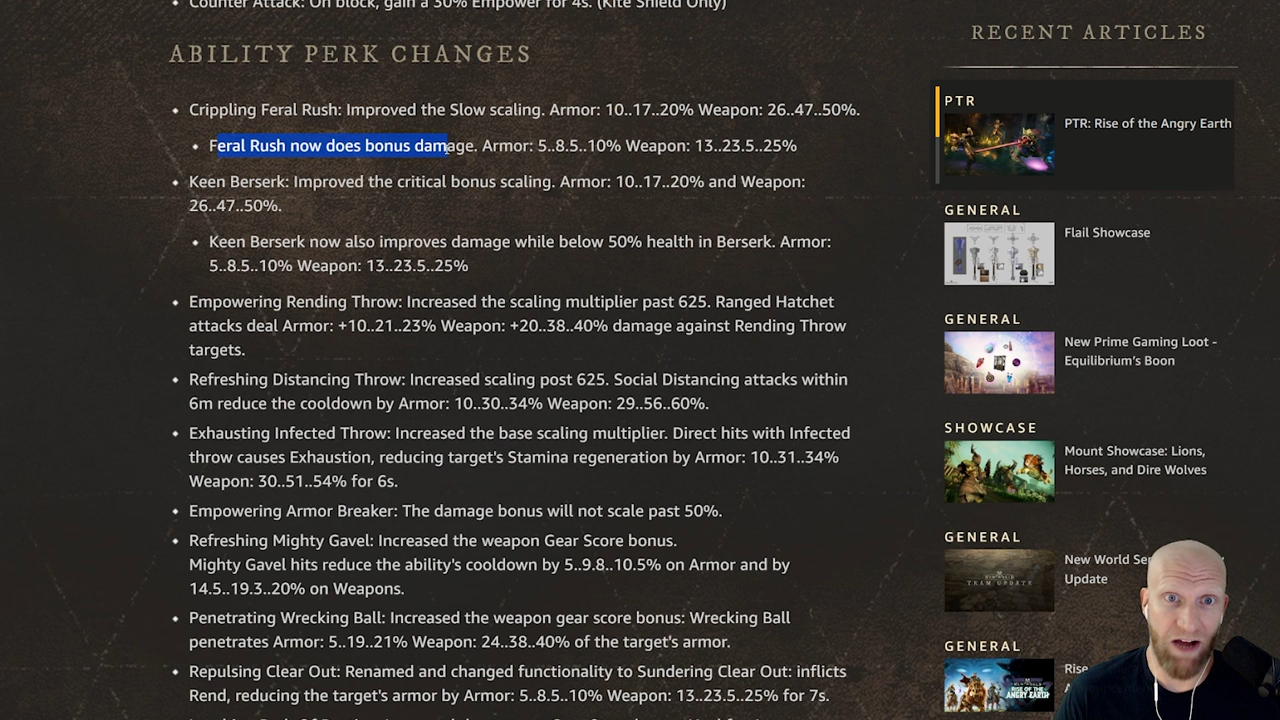 Counter Attack: On block, gain a 30% Empower for 4s. (Kite Shield Only)
ABILITY PERK CHANGES
Crippling Feral Rush: Improved the Slow scaling. Armor: 10..17..20% Weapon: 26..47..50%.
Feral Rush now does bonus damage. Armor: 5..8.5..10% Weapon: 13..23.5..25%
Keen Berserk: Improved the critical bonus scaling. Armor: 10..17..20% and Weapon:
26..47..50%.
Keen Berserk now also improves damage while below 50% health in Berserk. Armor:
5..8.5..10% Weapon: 13..23.5..25%
Empowering Rending Throw: Increased the scaling multiplier past 625. Ranged Hatchet
attacks deal Armor: +10..21..23% Weapon: +20..38..40% damage against Rending Throw
targets.
Refreshing Distancing Throw: Increased scaling post 625. Social Distancing attacks within
6m reduce the cooldown by Armor: 10..30..34% Weapon: 29..56..60%.
Exhausting Infected Throw: Increased the base scaling multiplier. Direct hits with Infected
throw causes Exhaustion, reducing target's Stamina regeneration by Armor: 10..31..34%
Weapon: 30..51..54% for 6s.
Empowering Armor Breaker: The damage bonus will not scale past 50%.
Refreshing Mighty Gavel: Increased the weapon Gear Score bonus.
Mighty Gavel hits reduce the ability's cooldown by 5..9.8..10.5% on Armor and by
14.5..19.3..20% on Weapons.
Penetrating Wrecking Ball: Increased the weapon gear score bonus: Wrecking Ball
penetrates Armor: 5..19..21% Weapon: 24..38..40% of the target's armor.
Repulsing Clear Out: Renamed and changed functionality to Sundering Clear Out: inflicts
Rend, reducing the target's armor by Armor: 5..8.5..10% Weapon: 13..23.5..25% for 7s.
RECENT ARTICLES
PTR
PTR: Rise of the Angry Earth
GENERAL
Flail Showcase
GENERAL
New Prime Gaming Loot -
Equilibrium's Boon
SHOWCASE
Mount Showcase: Lions,
Horses, and Dire Wolves
GENERAL
New World
Update
TEAM UPDATE
GENERAL
Rise
RISE OF THE
ANGRY EARTH